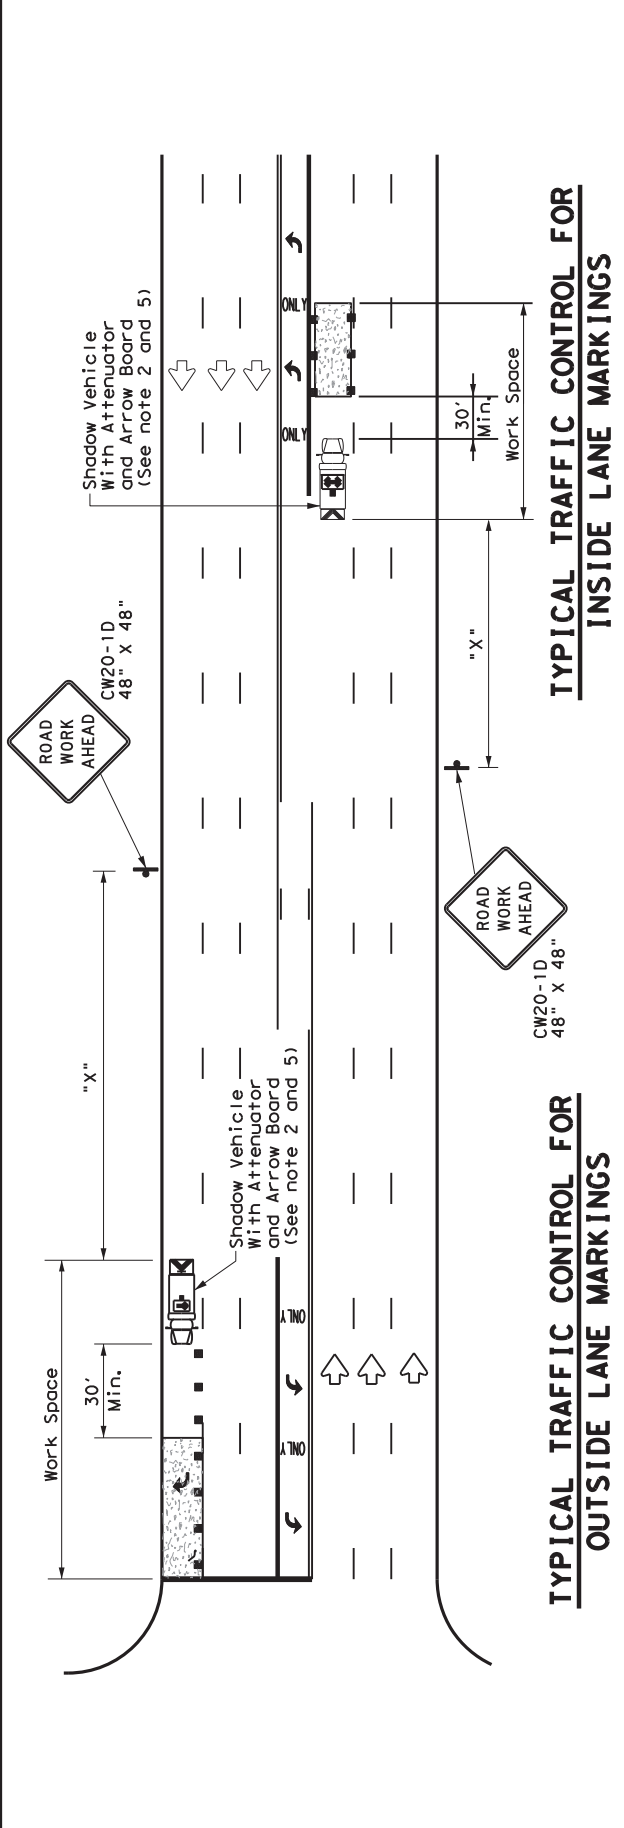 Work Space
30'
Min.
"X"
ROAD
WORK
AHEAD
CW20-1D
48" X 48"
Shadow Vehicle
With Attenuator
and Arrow Board
(See note 2 and 5)
ONLY
ONLY
Shadow Vehicle
With Attenuator
and Arrow Board
(See note 2 and 5)
ONLY
ONLY
ROAD
WORK
AHEAD
CW20-1D
48" X 48"
"X"
30'
Min.
Work Space
TYPICAL TRAFFIC CONTROL FOR
OUTSIDE LANE MARKINGS
TYPICAL TRAFFIC CONTROL FOR
INSIDE LANE MARKINGS